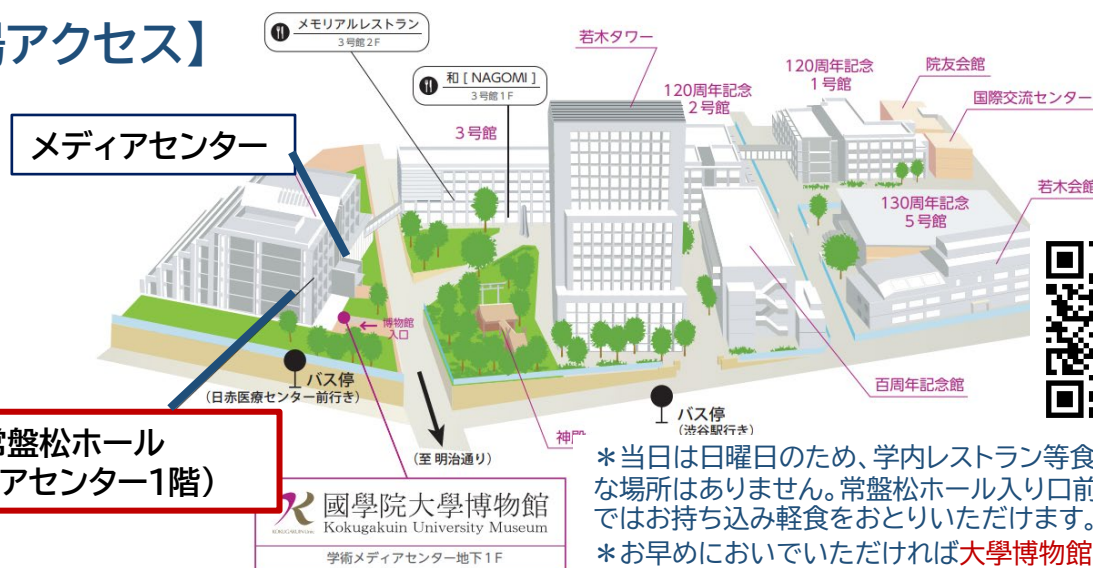 場アクセス】
メモリアルレストラン
3号館2F
和 [ NAGOMI ]
3号館1F
若木タワー
120周年記念
2号館
120周年記念
1号館
院友会館
国際交流センター
3号館
メディアセンター
若木会館
130周年記念
5号館
← 博物館
入口
バス停
(日赤医療センター前行き)
百周年記念館
バス停
(渋谷駅行き)
(至 明治通り)
神殿
常盤松ホール
アセンター1階)
國學院大學博物館
Kokugakuin University Museum
学術メディアセンター地下1F
*当日は日曜日のため、学内レストラン等食
な場所はありません。常盤松ホール入り口前
ではお持ち込み軽食をおとりいただけます。
*お早めにおいでいただければ大學博物館